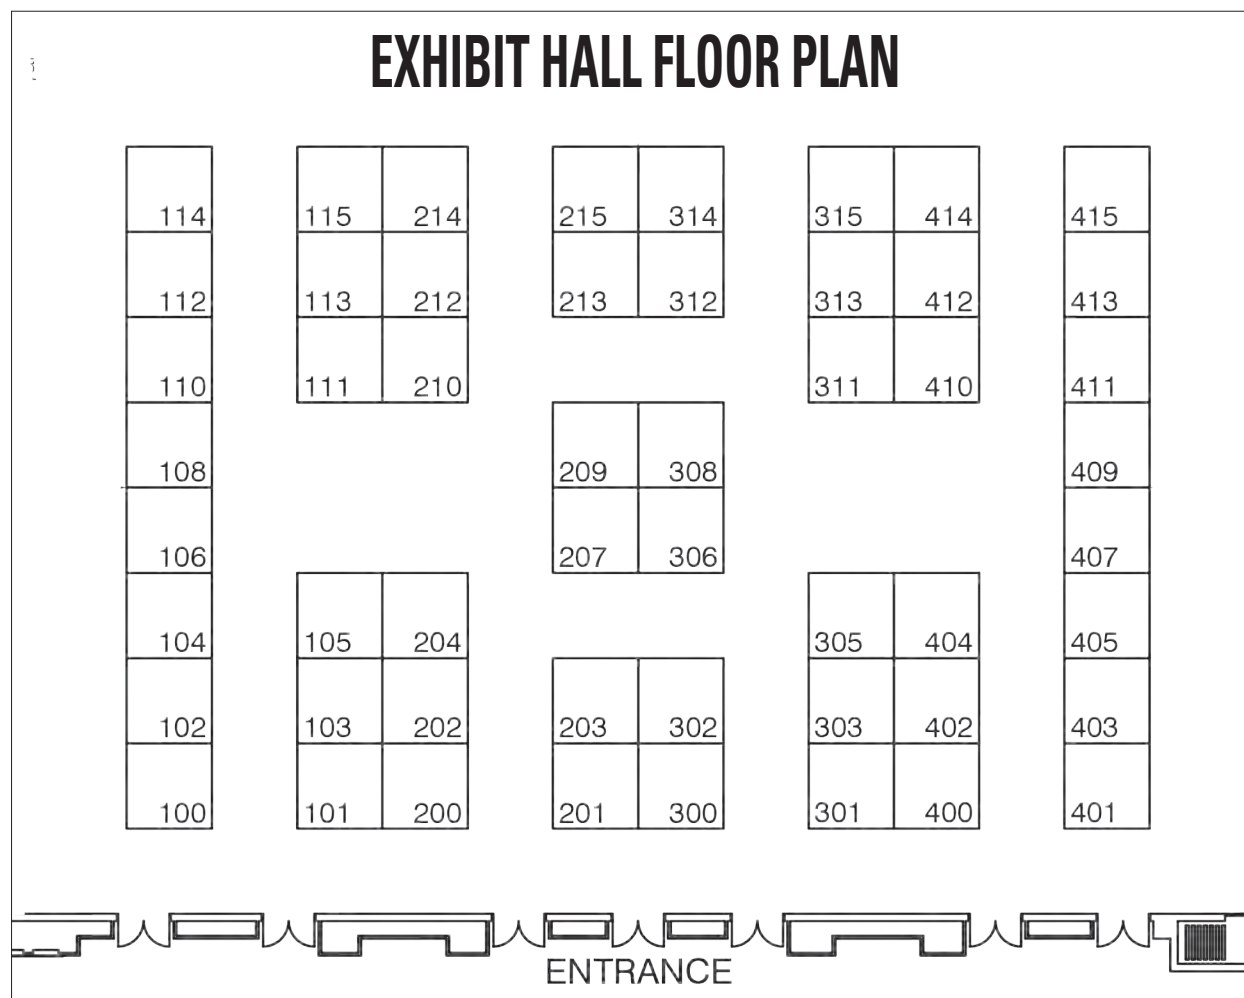 EXHIBIT HALL FLOOR PLAN
114 115 214 215 314 315 414 415
112 113 212 213 312 313 412 413
110 111 210 311 410 411
108 209 308 409
106 207 306 407
104 105 204 305 404 405
102 103 202 203 302 303 402 403
100 101 200 201 300 301 400 401
ENTRANCE